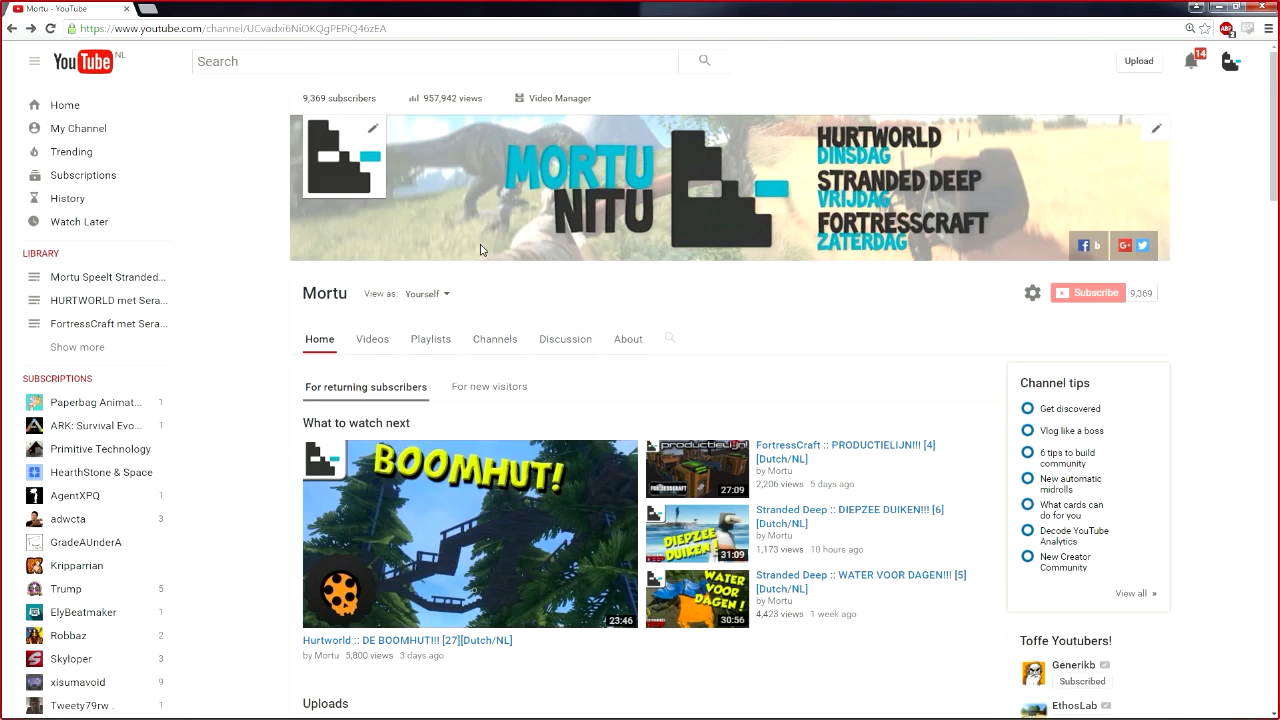 Mortu - YouTube
https://www.youtube.com/channel/UCvadxi6NiOKQgPEPiQ46zEA
YouTube NL
Search
Upload
14
Home
My Channel
Trending
Subscriptions
History
Watch Later
LIBRARY
Mortu Speelt Stranded...
HURTWORLD met Sera...
FortressCraft met Sera...
Show more
SUBSCRIPTIONS
Paperbag Animat... 1
ARK: Survival Evo... 1
Primitive Technology
HearthStone & Space
AgentXPQ 1
adwcta 3
GradeAUnderA
Kripparrian
Trump 5
ElyBeatmaker 1
Robbaz 2
Skyloper 3
xisumavoid 9
Tweety79rw . 1
9,369 subscribers
957,942 views
Video Manager
MORTU
NITU
HURTWORLD
DINSDAG
STRANDED DEEP
VRIJDAG
FORTRESSCRAFT
ZATERDAG
Mortu
View as: Yourself
Subscribe 9,369
Home
Videos
Playlists
Channels
Discussion
About
For returning subscribers
For new visitors
What to watch next
BOOMHUT!
23:46
Hurtworld :: DE BOOMHUT!!! [27][Dutch/NL]
by Mortu 5,800 views 3 days ago
PRODUCTIELIJN!
FORTRESSCRAFT
27:09
FortressCraft :: PRODUCTIELIJN!!! [4]
[Dutch/NL]
by Mortu
2,206 views 5 days ago
DIEPZEE
DUIKEN!
31:09
Stranded Deep :: DIEPZEE DUIKEN!!! [6]
[Dutch/NL]
by Mortu
1,173 views 10 hours ago
WATER
VOOR
DAGEN!
30:56
Stranded Deep :: WATER VOOR DAGEN!!! [5]
[Dutch/NL]
by Mortu
4,423 views 1 week ago
Uploads
Channel tips
Get discovered
Vlog like a boss
6 tips to build
community
New automatic
midrolls
What cards can
do for you
Decode YouTube
Analytics
New Creator
Community
View all »
Toffe Youtubers!
Generikb
Subscribed
EthosLab